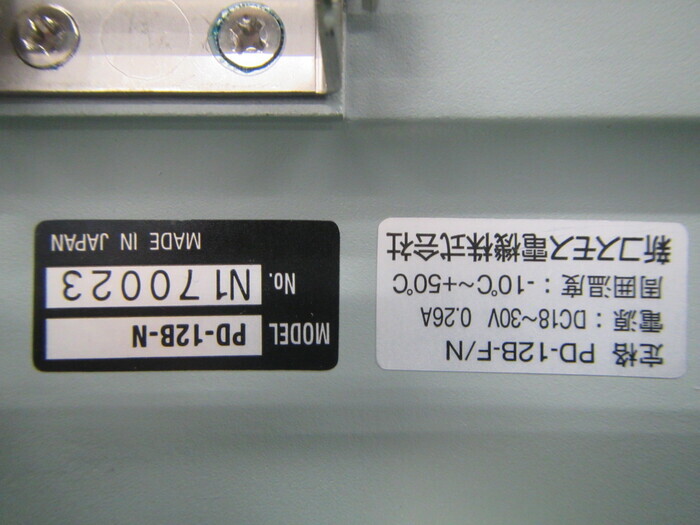 定格 PD-12B-F/N
電源：DC18~30V 0.26A
周囲温度：-10℃~+50℃
新コスモス電機株式会社
MODEL PD-12B-N
No. N170023
MADE IN JAPAN